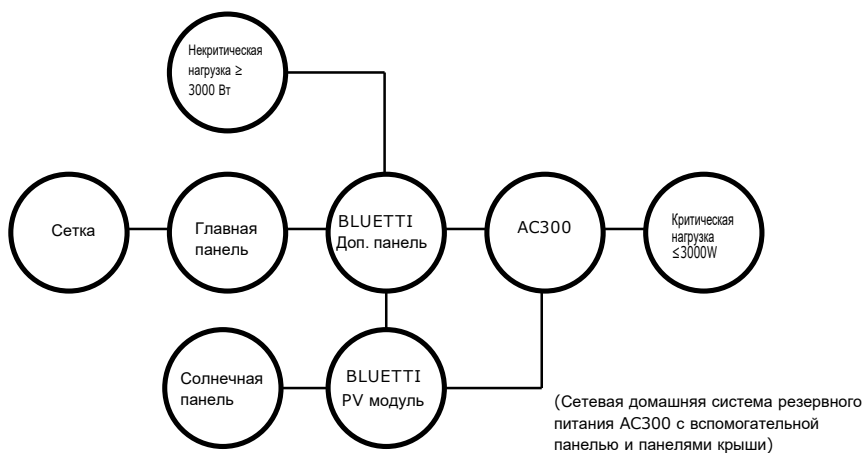 Некритическая
нагрузка ≥
3000 Вт
Сетка
Главная
панель
BLUETTI
Доп. панель
AC300
Критическая
нагрузка
≤3000W
Солнечная
панель
BLUETTI
PV модуль
(Сетевая домашняя система резервного
питания AC300 с вспомогательной
панелью и панелями крыши)